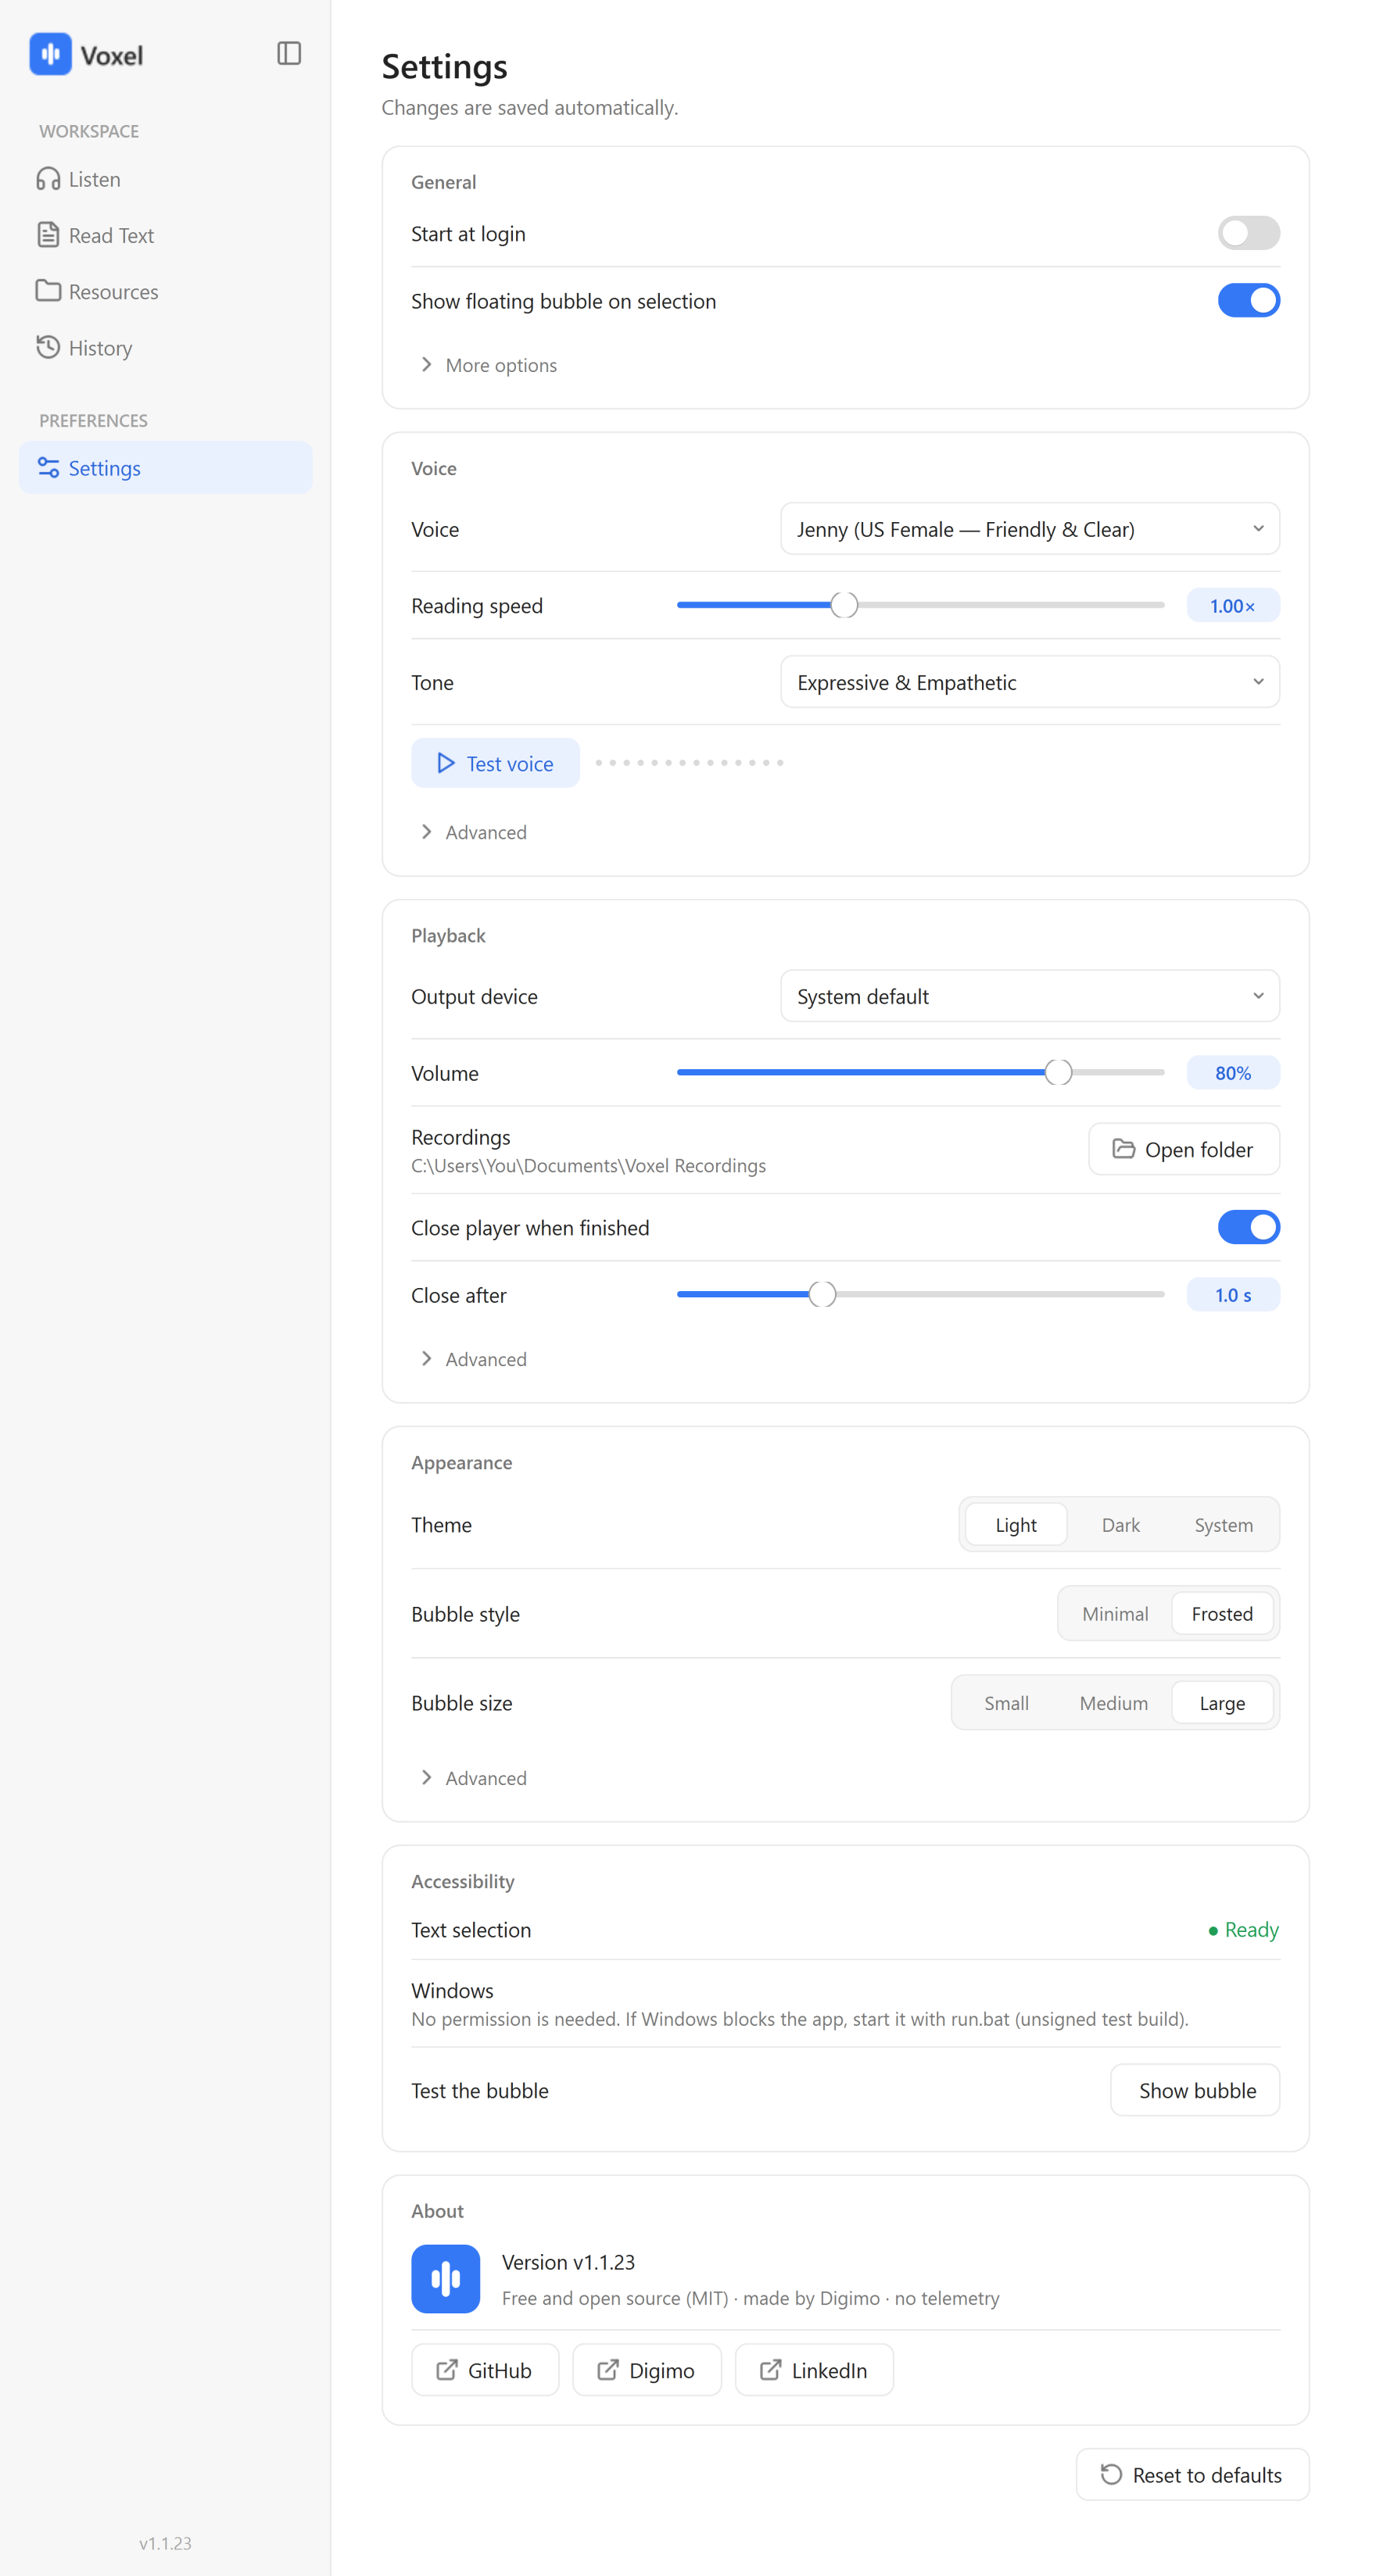 Voxel
WORKSPACE
Listen
Read Text
Resources
History
PREFERENCES
Settings
v1.1.23
Settings
Changes are saved automatically.
General
Start at login
Show floating bubble on selection
More options
Voice
Voice
Jenny (US Female — Friendly & Clear)
Reading speed
1.00×
Tone
Expressive & Empathetic
Test voice
Advanced
Playback
Output device
System default
Volume
80%
Recordings
C:\Users\You\Documents\Voxel Recordings
Open folder
Close player when finished
Close after
1.0 s
Advanced
Appearance
Theme
Light Dark System
Bubble style
Minimal Frosted
Bubble size
Small Medium Large
Advanced
Accessibility
Text selection
Ready
Windows
No permission is needed. If Windows blocks the app, start it with run.bat (unsigned test build).
Test the bubble
Show bubble
About
Version v1.1.23
Free and open source (MIT) · made by Digimo · no telemetry
GitHub Digimo LinkedIn
Reset to defaults